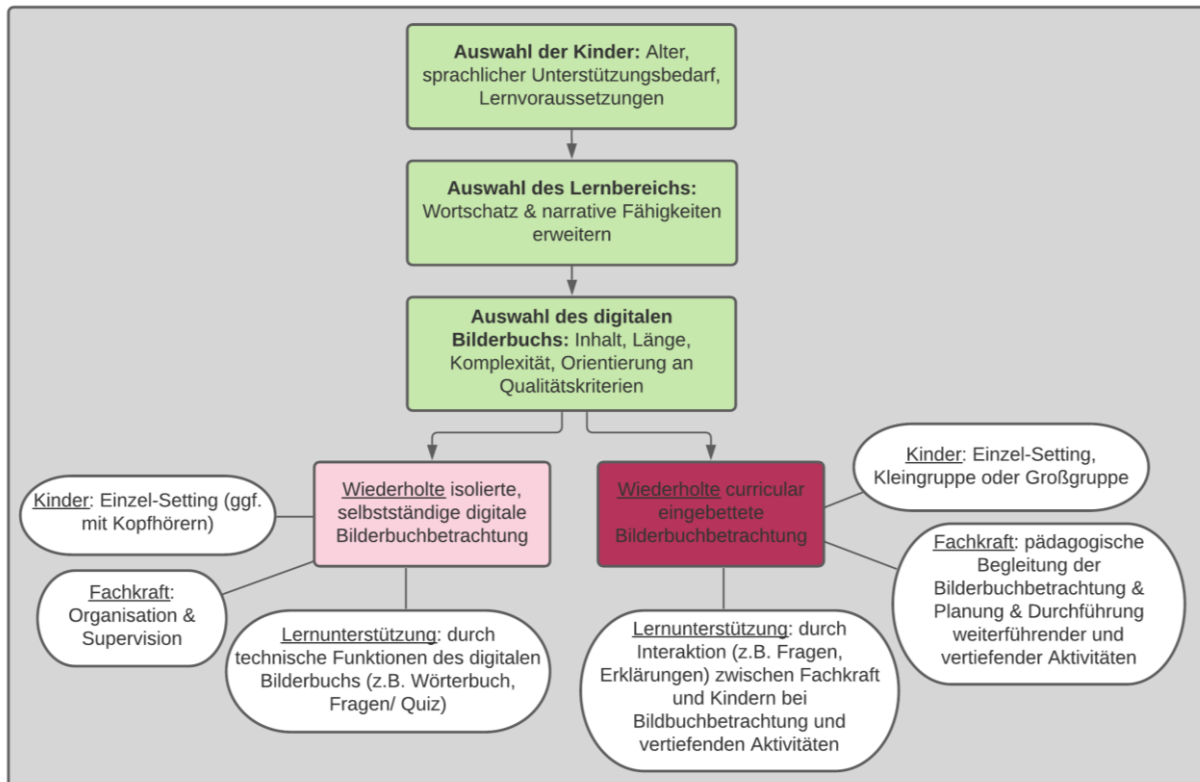 Auswahl der Kinder: Alter,
sprachlicher Unterstützungsbedarf,
Lernvoraussetzungen
Auswahl des Lernbereichs:
Wortschatz & narrative Fähigkeiten
erweitern
Auswahl des digitalen
Bilderbuchs: Inhalt, Länge,
Komplexität, Orientierung an
Qualitätskriterien
Wiederholte isolierte,
selbstständige digitale
Bilderbuchbetrachtung
Kinder: Einzel-Setting (ggf.
mit Kopfhörern)
Fachkraft:
Organisation &
Supervision
Lernunterstützung: durch
technische Funktionen des digitalen
Bilderbuchs (z.B. Wörterbuch,
Fragen/ Quiz)
Wiederholte curricular
eingebettete
Bilderbuchbetrachtung
Kinder: Einzel-Setting,
Kleingruppe oder Großgruppe
Fachkraft: pädagogische
Begleitung der
Bilderbuchbetrachtung &
Planung & Durchführung
weiterführender und
vertiefender Aktivitäten
Lernunterstützung: durch
Interaktion (z.B. Fragen,
Erklärungen) zwischen Fachkraft
und Kindern bei
Bildbuchbetrachtung und
vertiefenden Aktivitäten